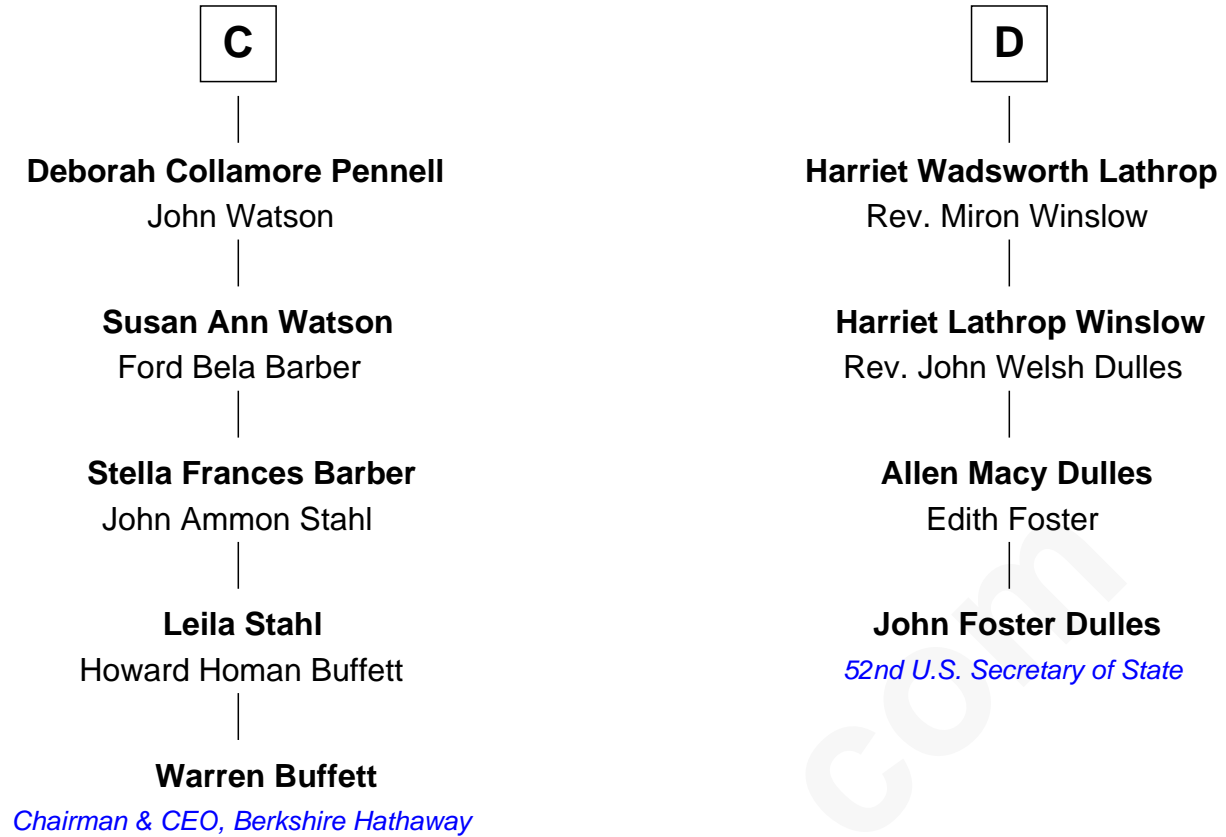 C
Deborah Collamore Pennell
John Watson
Susan Ann Watson
Ford Bela Barber
Stella Frances Barber
John Ammon Stahl
Leila Stahl
Howard Homan Buffett
Warren Buffett
Chairman & CEO, Berkshire Hathaway
D
Harriet Wadsworth Lathrop
Rev. Miron Winslow
Harriet Lathrop Winslow
Rev. John Welsh Dulles
Allen Macy Dulles
Edith Foster
John Foster Dulles
52nd U.S. Secretary of State
com